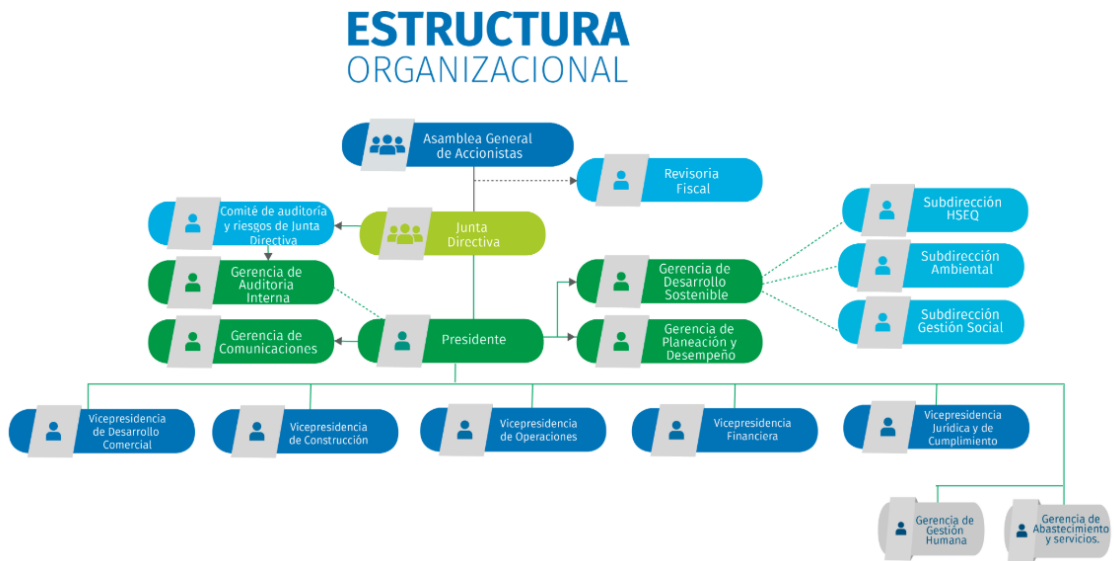 ESTRUCTURA
ORGANIZACIONAL
Asamblea General
de Accionistas
Revisoria
Fiscal
Comité de auditoría
y riesgos de Junta
Directiva
Junta
Directiva
Subdirección
HSEQ
Gerencia de
Auditoria
Interna
Gerencia de
Desarrollo
Sostenible
Subdirección
Ambiental
Gerencia de
Comunicaciones
Presidente
Gerencia de
Planeación y
Desempeño
Subdirección
Gestión Social
Vicepresidencia
de Desarrollo
Comercial
Vicepresidencia
de Construcción
Vicepresidencia
de Operaciones
Vicepresidencia
Financiera
Vicepresidencia
Jurídica y de
Cumplimiento
Gerencia de
Gestión
Humana
Gerencia de
Abastecimiento
y servicios.